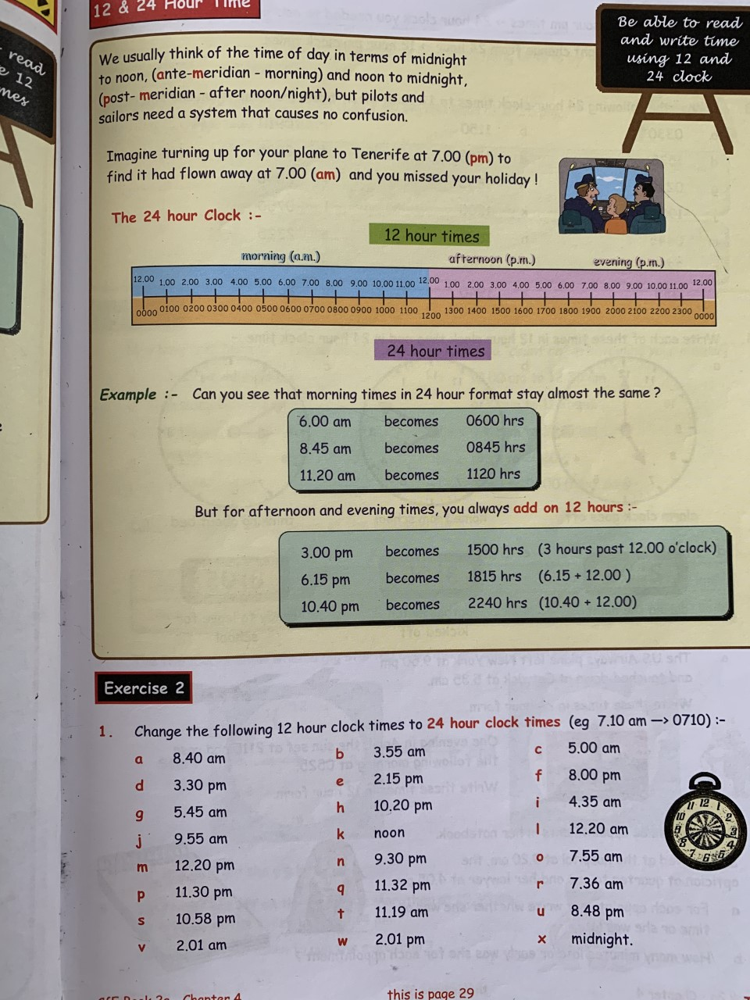 12 & 24 Hour Time
Be able to read
and write time
using 12 and
24 clock
read
e 12
mes
We usually think of the time of day in terms of midnight
to noon, (ante-meridian - morning) and noon to midnight,
(post- meridian - after noon/night), but pilots and
sailors need a system that causes no confusion.
Imagine turning up for your plane to Tenerife at 7.00 (pm) to
find it had flown away at 7.00 (am) and you missed your holiday !
The 24 hour Clock :-
12 hour times
morning (a.m.) afternoon (p.m.) evening (p.m.)
12.00 1.00 2.00 3.00 4.00 5.00 6.00 7.00 8.00 9.00 10.00 11.00 12.00 1.00 2.00 3.00 4.00 5.00 6.00 7.00 8.00 9.00 10.00 11.00 12.00
0000 0100 0200 0300 0400 0500 0600 0700 0800 0900 1000 1100 1200 1300 1400 1500 1600 1700 1800 1900 2000 2100 2200 2300 0000
24 hour times
Example :- Can you see that morning times in 24 hour format stay almost the same ?
6.00 am becomes 0600 hrs
8.45 am becomes 0845 hrs
11.20 am becomes 1120 hrs
But for afternoon and evening times, you always add on 12 hours :-
3.00 pm becomes 1500 hrs (3 hours past 12.00 o'clock)
6.15 pm becomes 1815 hrs (6.15 + 12.00 )
10.40 pm becomes 2240 hrs (10.40 + 12.00)
Exercise 2
1. Change the following 12 hour clock times to 24 hour clock times (eg 7.10 am —> 0710) :-
a 8.40 am b 3.55 am c 5.00 am
d 3.30 pm e 2.15 pm f 8.00 pm
g 5.45 am h 10.20 pm i 4.35 am
j 9.55 am k noon l 12.20 am
m 12.20 pm n 9.30 pm o 7.55 am
p 11.30 pm q 11.32 pm r 7.36 am
s 10.58 pm t 11.19 am u 8.48 pm
v 2.01 am w 2.01 pm x midnight.
Chapter 4 this is page 29